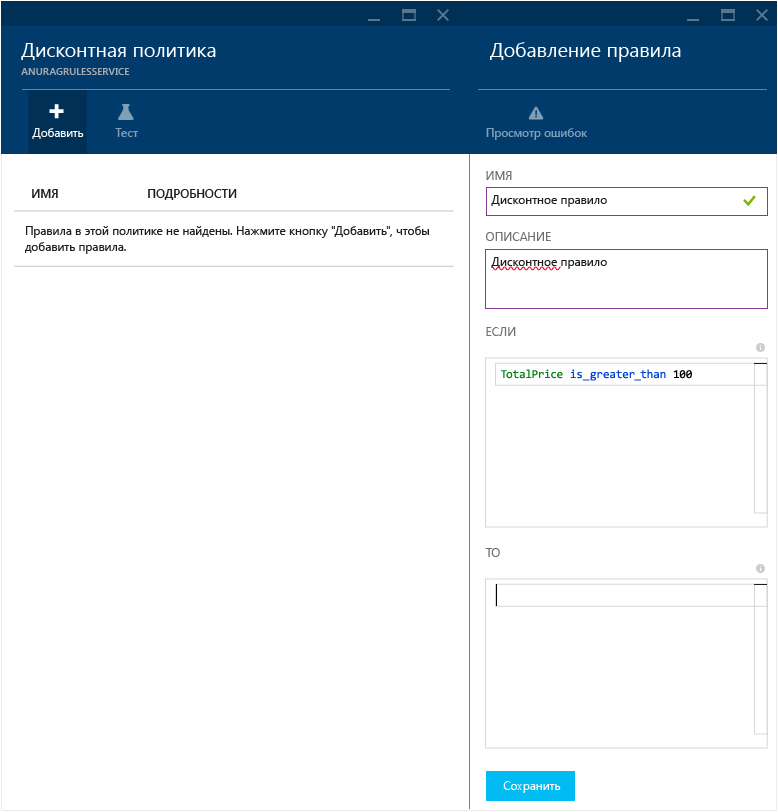 Дисконтная политика
ANURAGRULESSERVICE
Добавить
Тест
ИМЯ ПОДРОБНОСТИ
Правила в этой политике не найдены. Нажмите кнопку "Добавить", чтобы
добавить правила.
Добавление правила
Просмотр ошибок
ИМЯ
Дисконтное правило
ОПИСАНИЕ
Дисконтное правило
ЕСЛИ
TotalPrice is_greater_than 100
ТО
Сохранить